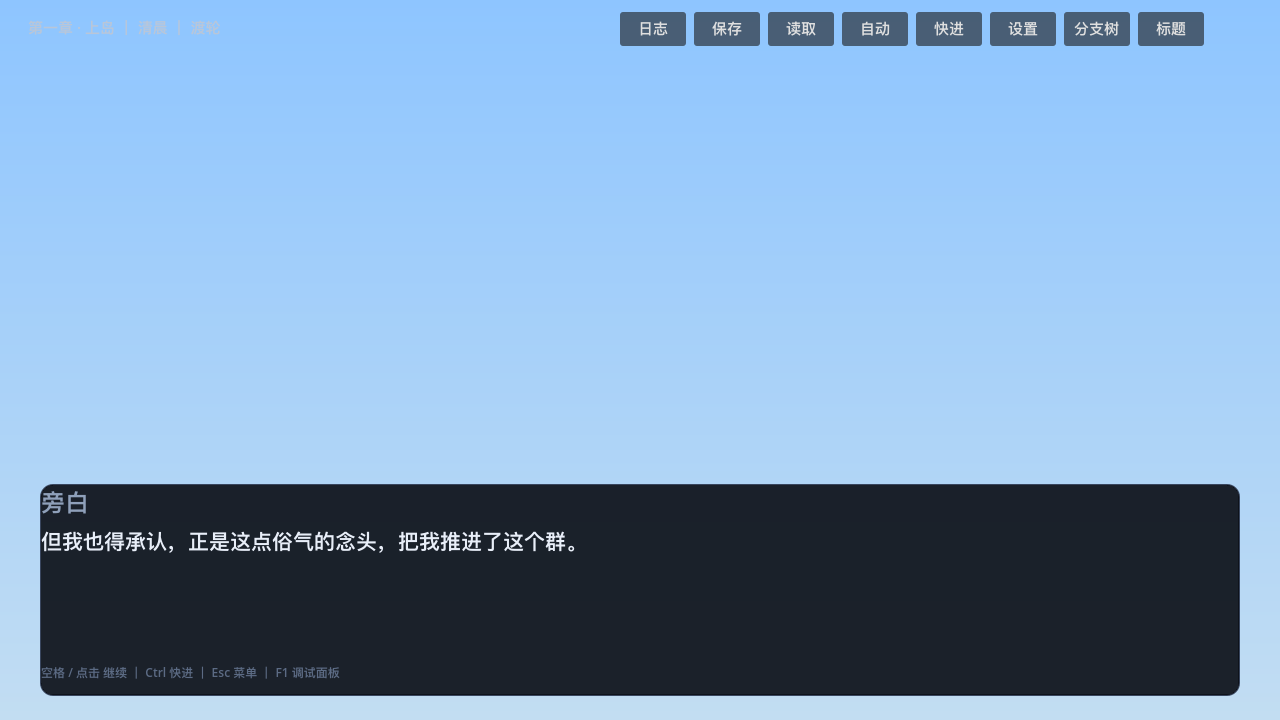 第一章 · 上岛 ｜ 清晨 ｜ 渡轮
日志 保存 读取 自动 快进 设置 分支树 标题
旁白
但我也得承认，正是这点俗气的念头，把我推进了这个群。
空格 / 点击 继续 ｜ Ctrl 快进 ｜ Esc 菜单 ｜ F1 调试面板